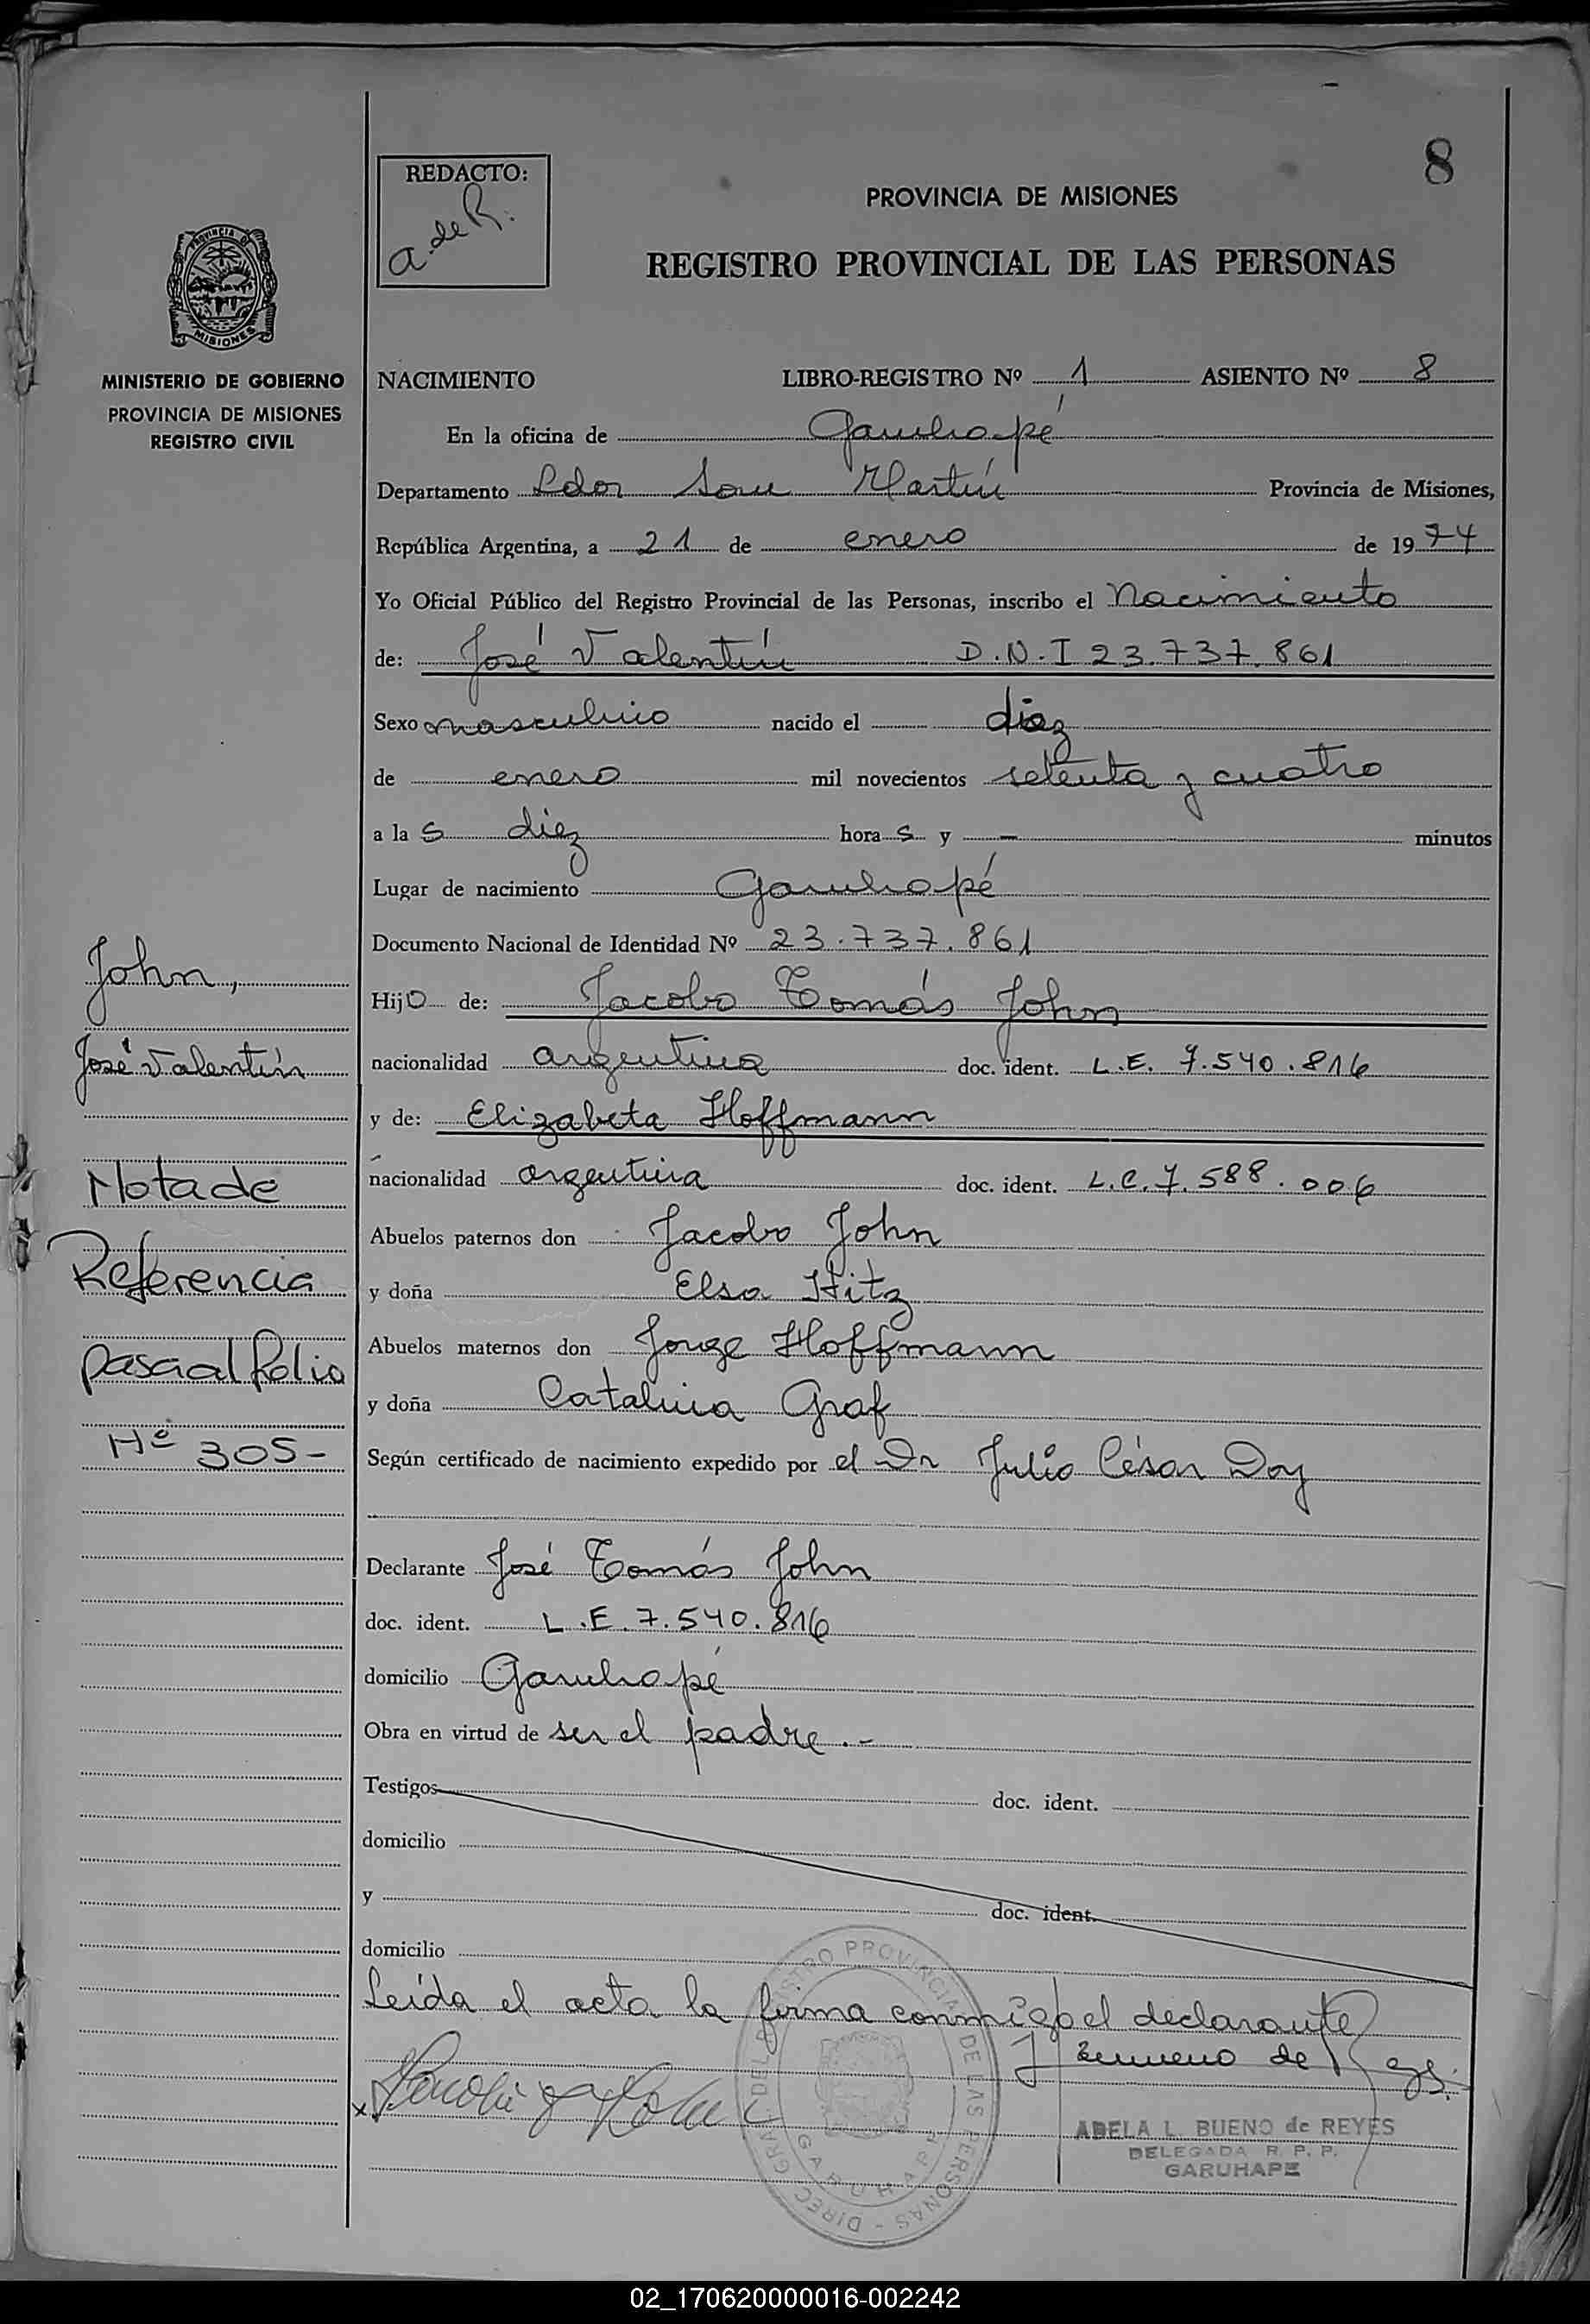 8
REDACTO:
a. de R.
PROVINCIA DE MISIONES
REGISTRO PROVINCIAL DE LAS PERSONAS
PROVINCIA DE
MISIONES
MINISTERIO DE GOBIERNO
PROVINCIA DE MISIONES
REGISTRO CIVIL
NACIMIENTO LIBRO-REGISTRO Nº 1 ASIENTO Nº 8
En la oficina de Garuhapé
Departamento Ldor San Martín Provincia de Misiones,
República Argentina, a 21 de enero de 1974
Yo Oficial Público del Registro Provincial de las Personas, inscribo el Nacimiento
de: José Valentín D.N.I 23.737.861
Sexo masculino nacido el diez
de enero mil novecientos setenta y cuatro
a la s diez hora s y - minutos
Lugar de nacimiento Garuhapé
Documento Nacional de Identidad Nº 23.737.861
Hijo de: Jacobo Tomás John
nacionalidad argentina doc. ident. L.E. 7.540.816
y de: Elizabeta Hoffmann
nacionalidad argentina doc. ident. L.C. 7.588.006
Abuelos paternos don Jacobo John
y doña Elsa Hitz
Abuelos maternos don Jorge Hoffmann
y doña Catalina Graf
Según certificado de nacimiento expedido por el Dr Julio César Doy
Declarante José Tomás John
doc. ident. L.E. 7.540.816
domicilio Garuhapé
Obra en virtud de ser el padre.-
Testigos doc. ident.
domicilio
y doc. ident.
domicilio
Leída el acta la firma conmigo el declarante
ADELA L. BUENO de REYES
DELEGADA R. P. P.
GARUHAPE
John,
José Valentín
Nota de
Referencia
pasa al folio
Nº 305-
02_170620000016-002242